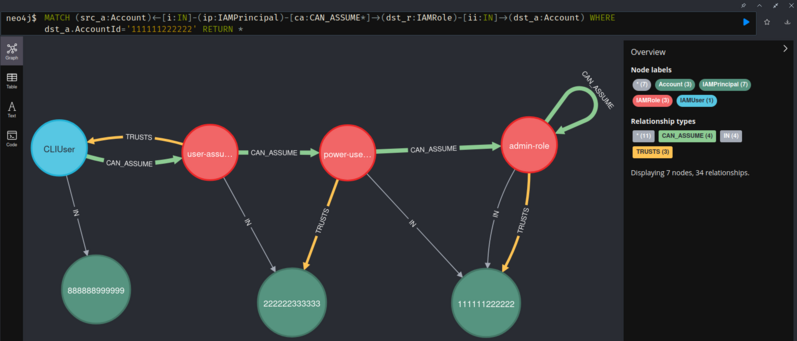 neo4j$ MATCH (src_a:Account)←[i:IN]-(ip:IAMPrincipal)-[ca:CAN_ASSUME*]→(dst_r:IAMRole)-[ii:IN]→(dst_a:Account) WHERE
dst_a.AccountId='111111222222' RETURN *
Graph
Table
Text
Code
CLIUser
TRUSTS
CAN_ASSUME
user-assu...
CAN_ASSUME
power-use...
CAN_ASSUME
admin-role
CAN_ASSUME
IN
IN
TRUSTS
IN
IN
TRUSTS
888888999999
222222333333
111111222222
Overview
Node labels
* (7) Account (3) IAMPrincipal (7)
IAMRole (3) IAMUser (1)
Relationship types
* (11) CAN_ASSUME (4) IN (4)
TRUSTS (3)
Displaying 7 nodes, 34 relationships.